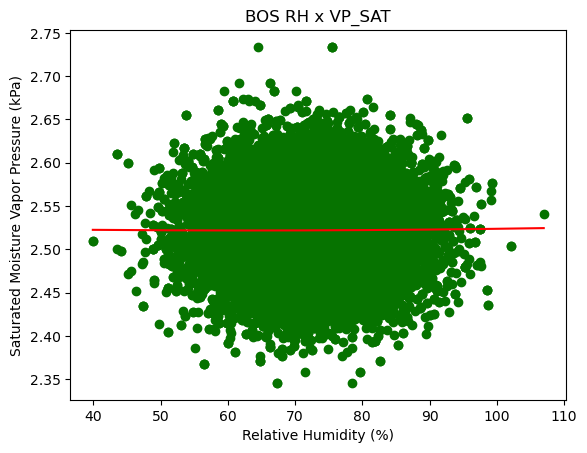 BOS RH x VP_SAT
Saturated Moisture Vapor Pressure (kPa)
2.75
2.70
2.65
2.60
2.55
2.50
2.45
2.40
2.35
40 50 60 70 80 90 100 110
Relative Humidity (%)